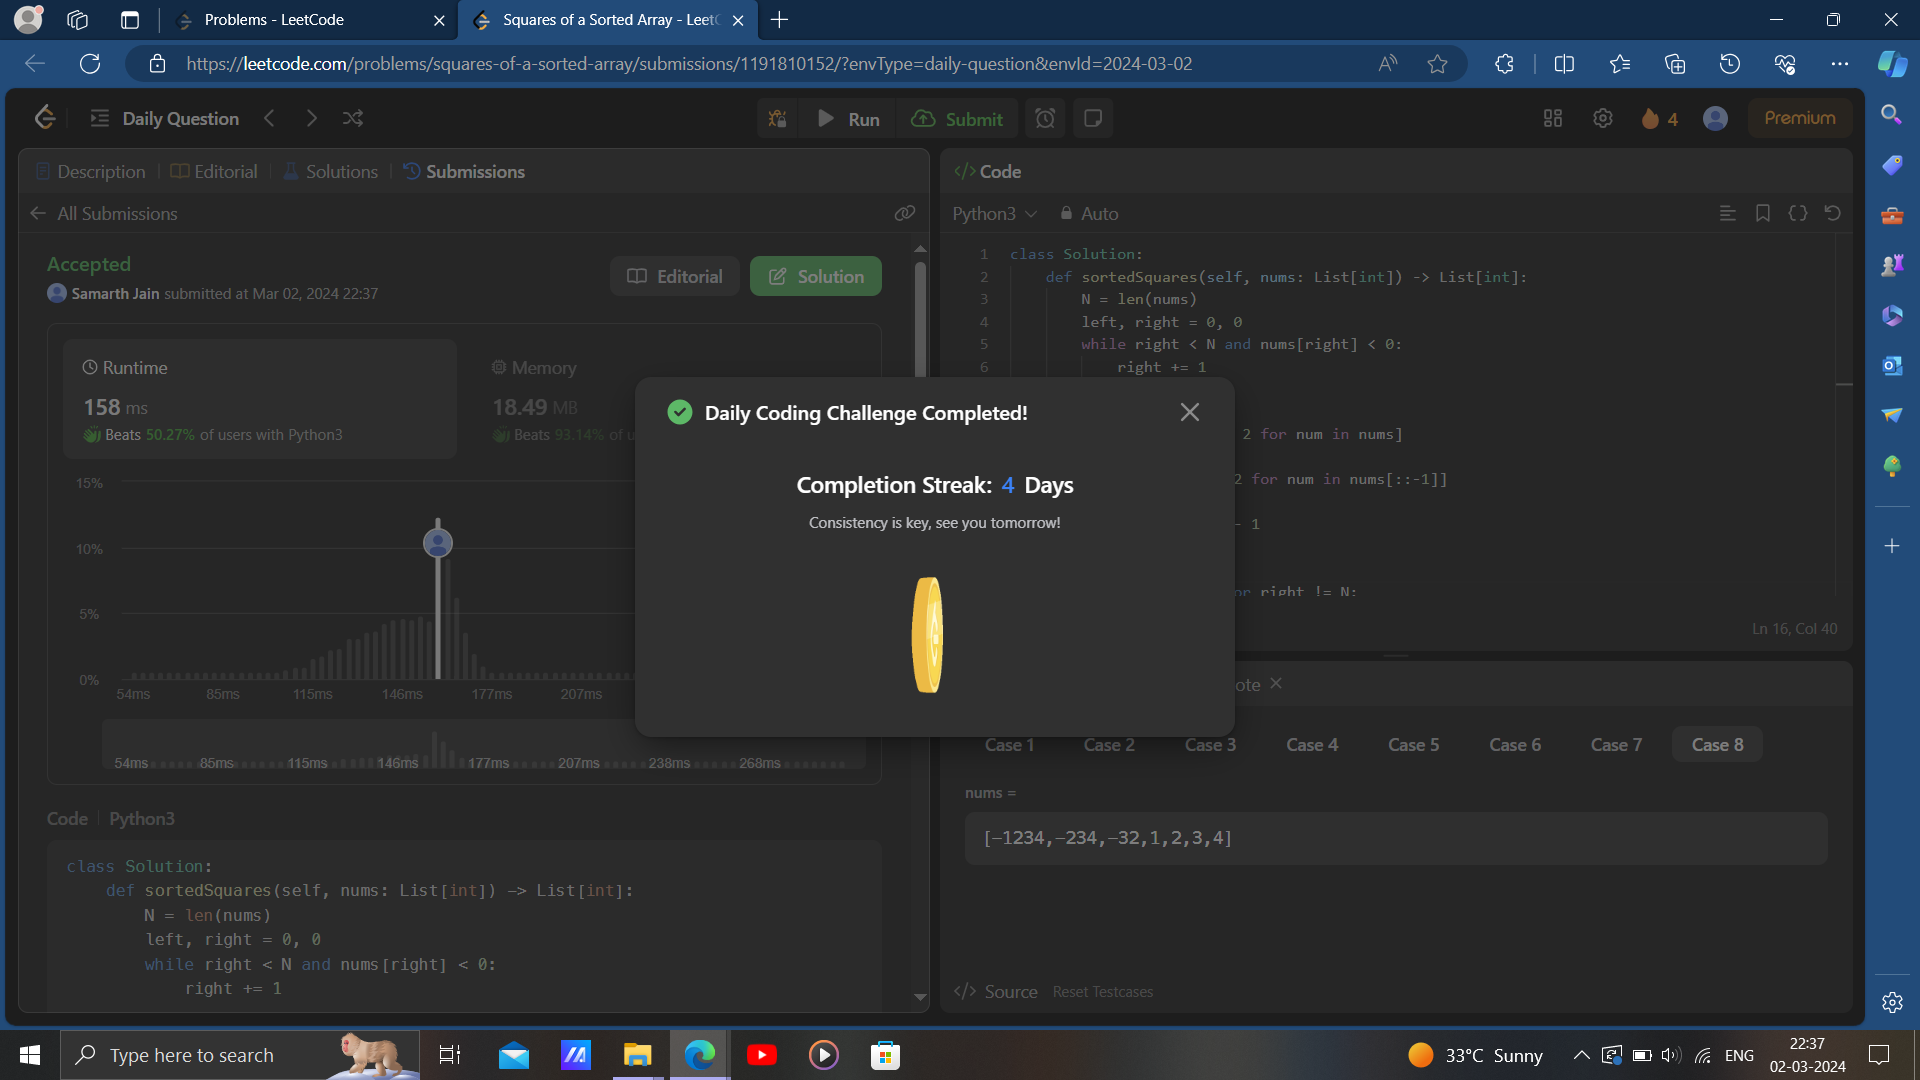 Problems - LeetCode
Squares of a Sorted Array - LeetC
https://leetcode.com/problems/squares-of-a-sorted-array/submissions/1191810152/?envType=daily-question&envId=2024-03-02
Daily Question
Run
Submit
4
Premium
Description
Editorial
Solutions
Submissions
All Submissions
Accepted
Samarth Jain submitted at Mar 02, 2024 22:37
Editorial
Solution
Runtime
158 ms
Beats 50.27% of users with Python3
Memory
18.49 MB
Beats 93.14% of u
15%
10%
5%
0%
54ms 85ms 115ms 146ms 177ms 207ms
54ms 85ms 115ms 146ms 177ms 207ms 238ms 268ms
Code
Python3
class Solution:
def sortedSquares(self, nums: List[int]) -> List[int]:
N = len(nums)
left, right = 0, 0
while right < N and nums[right] < 0:
right += 1
Daily Coding Challenge Completed!
Completion Streak: 4 Days
Consistency is key, see you tomorrow!
</> Code
Python3
Auto
1 class Solution:
2 def sortedSquares(self, nums: List[int]) -> List[int]:
3 N = len(nums)
4 left, right = 0, 0
5 while right < N and nums[right] < 0:
6 right += 1
2 for num in nums]
2 for num in nums[::-1]]
- 1
or right != N:
Ln 16, Col 40
ote
Case 1
Case 2
Case 3
Case 4
Case 5
Case 6
Case 7
Case 8
nums =
[-1234,-234,-32,1,2,3,4]
</> Source
Reset Testcases
Type here to search
33°C Sunny
ENG
22:37
02-03-2024